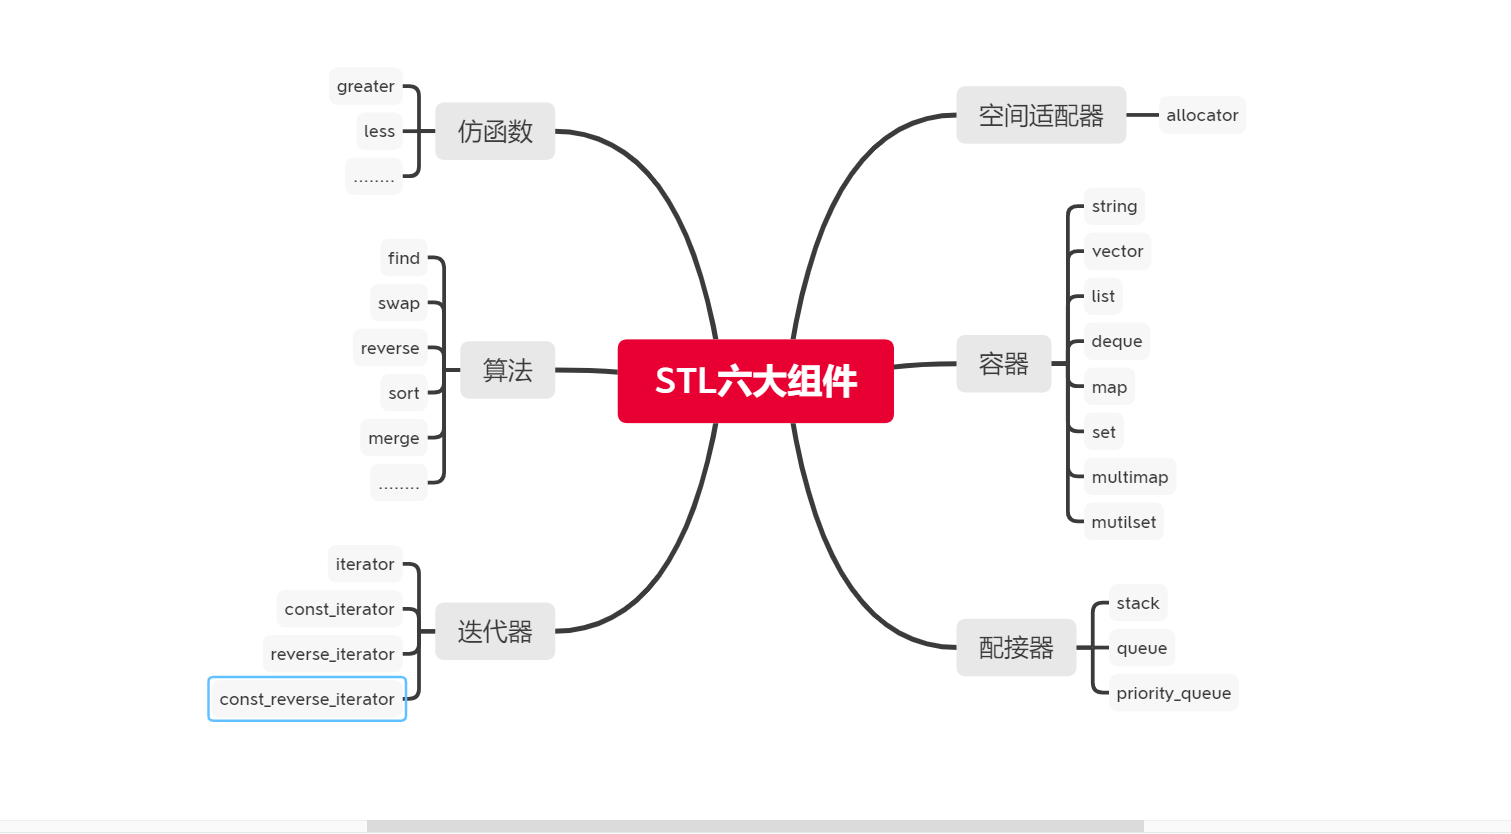 STL六大组件
仿函数
greater
less
........
算法
find
swap
reverse
sort
merge
........
迭代器
iterator
const_iterator
reverse_iterator
const_reverse_iterator
空间适配器
allocator
容器
string
vector
list
deque
map
set
multimap
mutilset
配接器
stack
queue
priority_queue